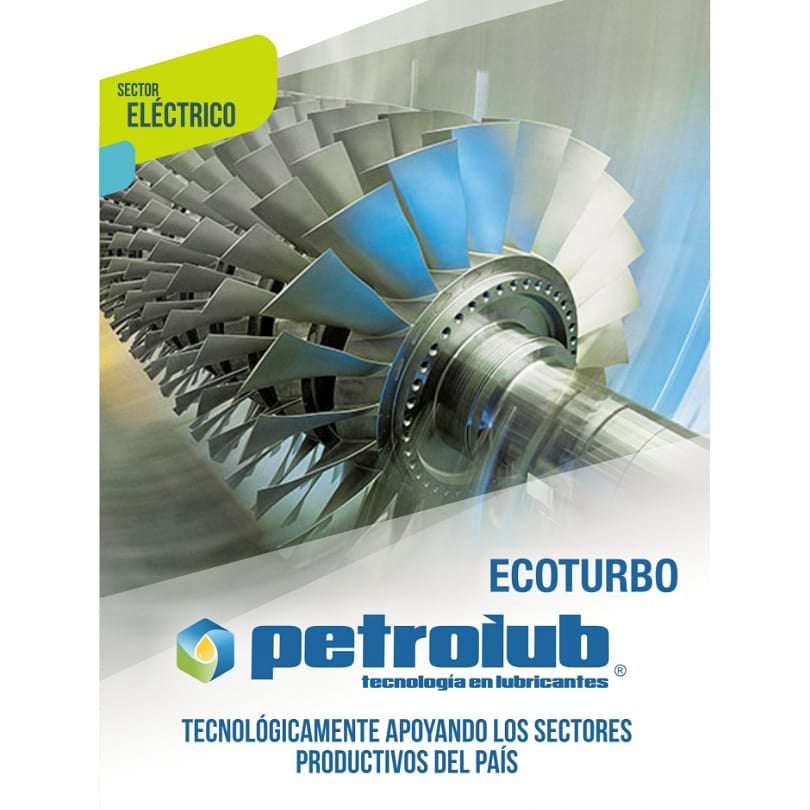 SECTOR
ELÉCTRICO
ECOTURBO
petrolub®
tecnología en lubricantes
TECNOLÓGICAMENTE APOYANDO LOS SECTORES
PRODUCTIVOS DEL PAÍS